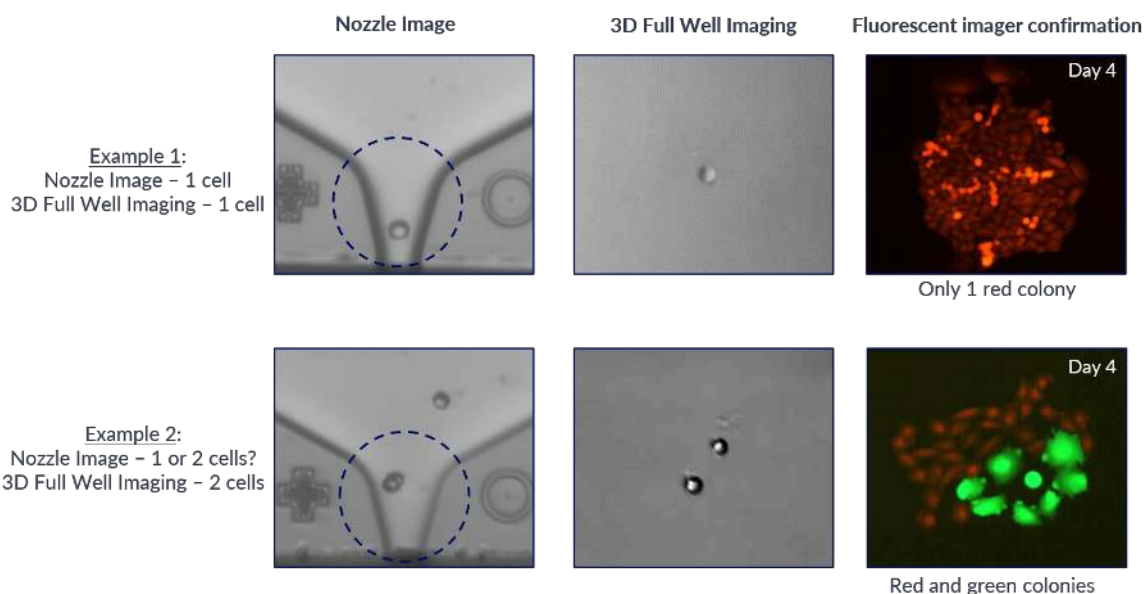 Nozzle Image
3D Full Well Imaging
Fluorescent imager confirmation
Example 1:
Nozzle Image – 1 cell
3D Full Well Imaging – 1 cell
Day 4
Only 1 red colony
Example 2:
Nozzle Image – 1 or 2 cells?
3D Full Well Imaging – 2 cells
Day 4
Red and green colonies